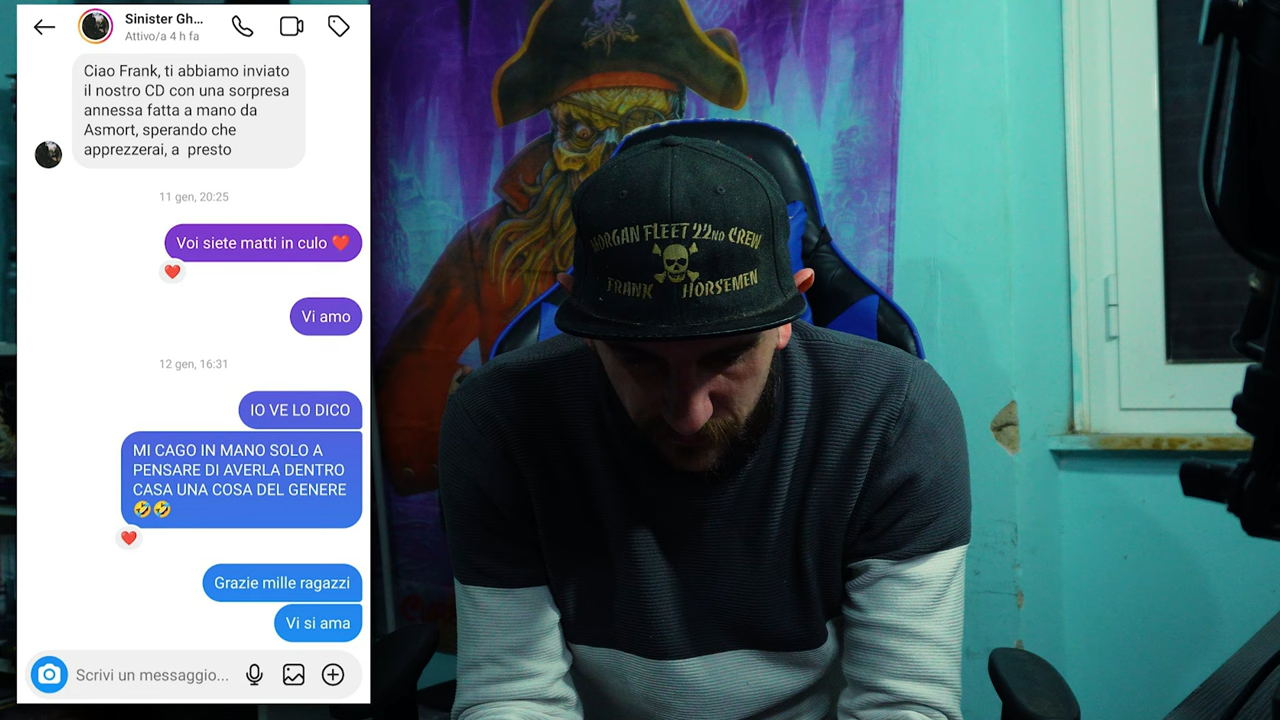 Sinister Gh...
Attivo/a 4 h fa
Ciao Frank, ti abbiamo inviato
il nostro CD con una sorpresa
annessa fatta a mano da
Asmort, sperando che
apprezzerai, a  presto
11 gen, 20:25
Voi siete matti in culo ❤️
❤️
Vi amo
12 gen, 16:31
IO VE LO DICO
MI CAGO IN MANO SOLO A
PENSARE DI AVERLA DENTRO
CASA UNA COSA DEL GENERE
🤣🤣
❤️
Grazie mille ragazzi
Vi si ama
Scrivi un messaggio...
MORGAN FLEET 22ND CREW
FRANK HORSEMEN